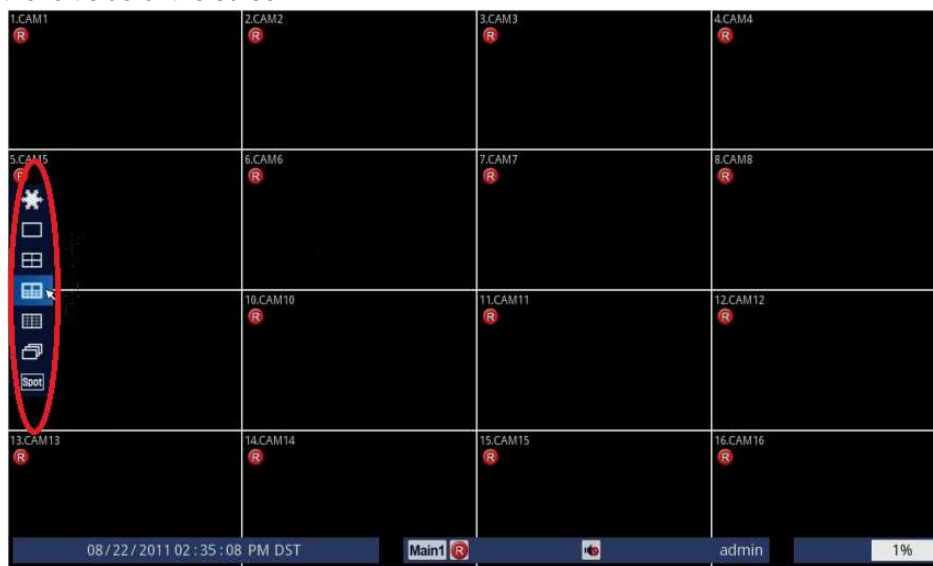 1.CAM1 2.CAM2 3.CAM3 4.CAM4
R R R R
5.CAM5 6.CAM6 7.CAM7 8.CAM8
R R R
10.CAM10 11.CAM11 12.CAM12
R R R
Spot
13.CAM13 14.CAM14 15.CAM15 16.CAM16
R R R R
08/22/2011 02:35:08 PM DST Main1 R admin 1%